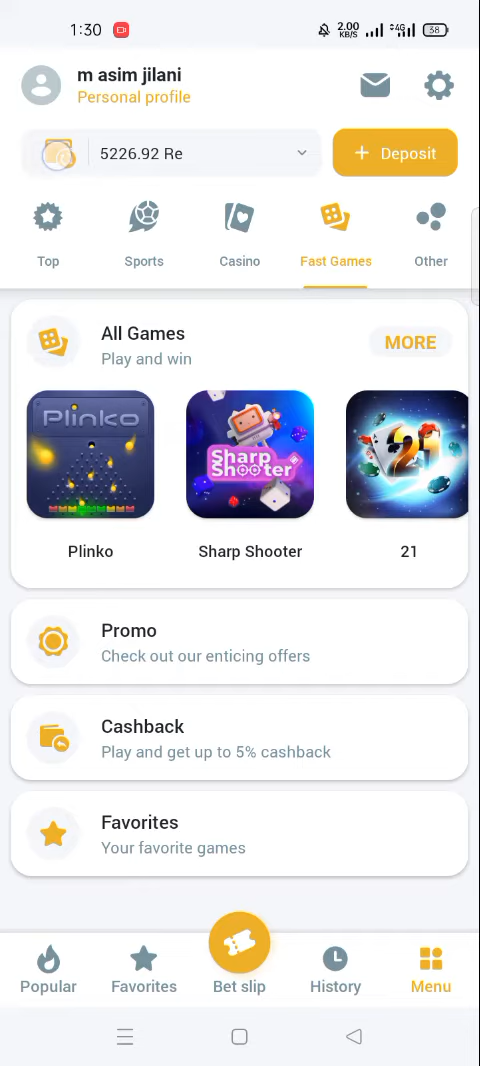 1:30 2.00 KB/S 4G 38
m asim jilani
Personal profile
5226.92 Re
+ Deposit
Top Sports Casino Fast Games Other
All Games
Play and win
MORE
Plinko
Sharp Shooter
21
Plinko Sharp Shooter 21
Promo
Check out our enticing offers
Cashback
Play and get up to 5% cashback
Favorites
Your favorite games
Popular Favorites Bet slip History Menu